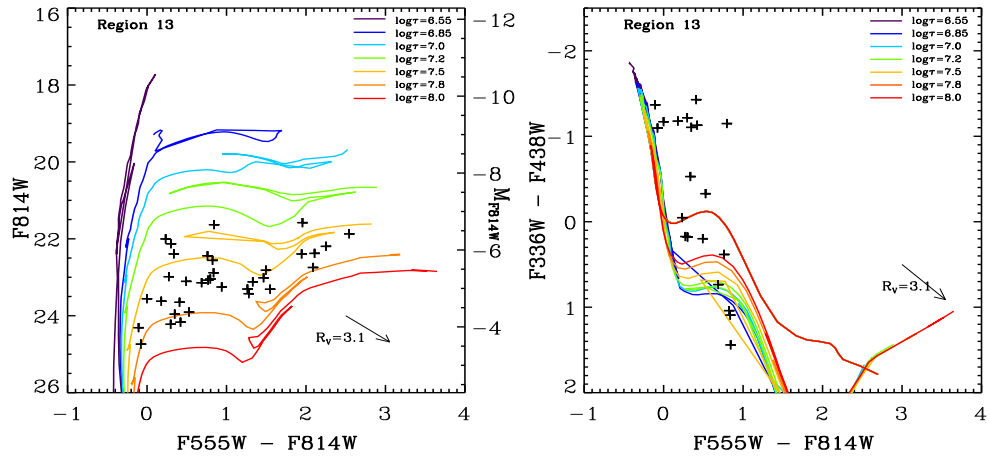 Region 13
logτ=6.55
logτ=6.85
logτ=7.0
logτ=7.2
logτ=7.5
logτ=7.8
logτ=8.0
16
18
20
22
24
26
F814W
−12
−10
−8
−6
−4
M_F814W
R_V=3.1
−1 0 1 2 3 4
F555W − F814W
Region 13
logτ=6.55
logτ=6.85
logτ=7.0
logτ=7.2
logτ=7.5
logτ=7.8
logτ=8.0
−2
−1
0
1
2
F336W − F438W
R_V=3.1
−1 0 1 2 3 4
F555W − F814W